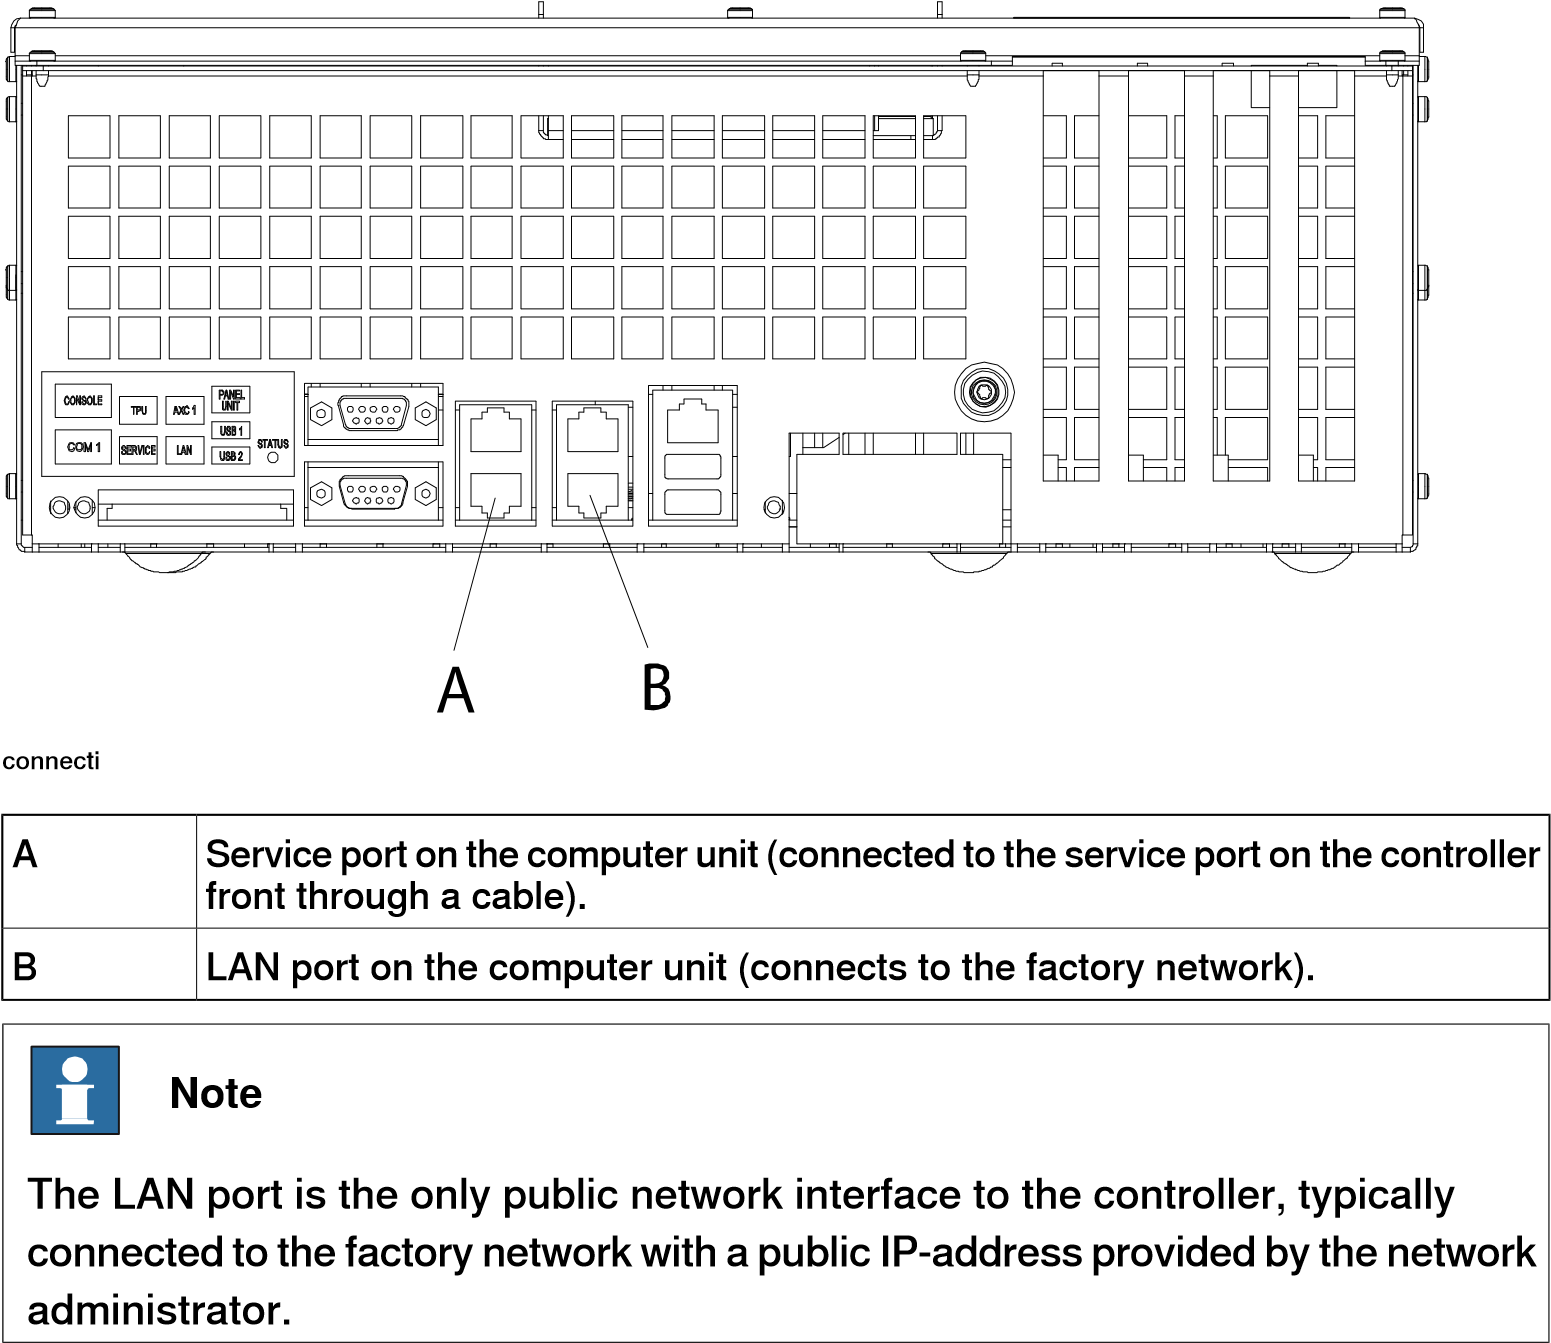 CONSOLE
TPU
AXC 1
PANEL
UNIT
USB 1
COM 1
SERVICE
LAN
USB 2
STATUS
A
B
connecti
A
Service port on the computer unit (connected to the service port on the controller
front through a cable).
B
LAN port on the computer unit (connects to the factory network).
Note
The LAN port is the only public network interface to the controller, typically
connected to the factory network with a public IP-address provided by the network
administrator.